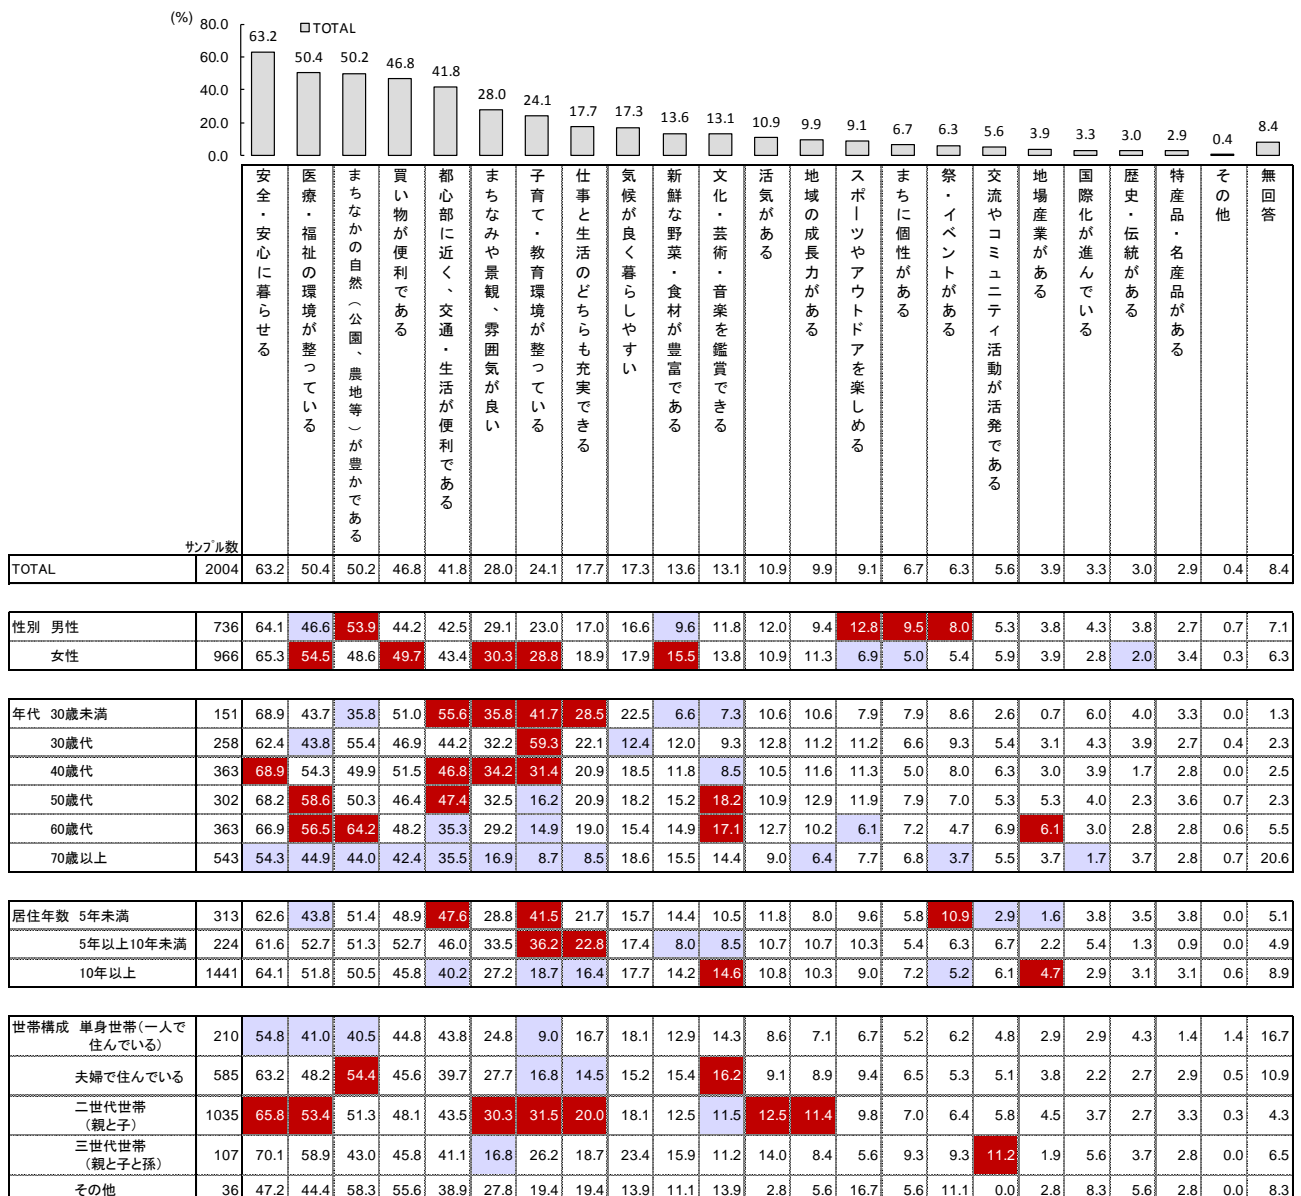 (%)
80.0
60.0
40.0
20.0
0.0
TOTAL
63.2 50.4 50.2 46.8 41.8 28.0 24.1 17.7 17.3 13.6 13.1 10.9 9.9 9.1 6.7 6.3 5.6 3.9 3.3 3.0 2.9 0.4 8.4
安全・安心に暮らせる
医療・福祉の環境が整っている
まちなかの自然(公園、農地等)が豊かである
買い物が便利である
都心部に近く、交通・生活が便利である
まちなみや景観、雰囲気が良い
子育て・教育環境が整っている
仕事と生活のどちらも充実できる
気候が良く暮らしやすい
新鮮な野菜・食材が豊富である
文化・芸術・音楽を鑑賞できる
活気がある
地域の成長力がある
スポーツやアウトドアを楽しめる
まちに個性がある
祭・イベントがある
交流やコミュニティ活動が活発である
地場産業がある
国際化が進んでいる
歴史・伝統がある
特産品・名産品がある
その他
無回答
サンプル数
TOTAL 2004 63.2 50.4 50.2 46.8 41.8 28.0 24.1 17.7 17.3 13.6 13.1 10.9 9.9 9.1 6.7 6.3 5.6 3.9 3.3 3.0 2.9 0.4 8.4
性別 男性 736 64.1 46.6 53.9 44.2 42.5 29.1 23.0 17.0 16.6 9.6 11.8 12.0 9.4 12.8 9.5 8.0 5.3 3.8 4.3 3.8 2.7 0.7 7.1
女性 966 65.3 54.5 48.6 49.7 43.4 30.3 28.8 18.9 17.9 15.5 13.8 10.9 11.3 6.9 5.0 5.4 5.9 3.9 2.8 2.0 3.4 0.3 6.3
年代 30歳未満 151 68.9 43.7 35.8 51.0 55.6 35.8 41.7 28.5 22.5 6.6 7.3 10.6 10.6 7.9 7.9 8.6 2.6 0.7 6.0 4.0 3.3 0.0 1.3
30歳代 258 62.4 43.8 55.4 46.9 44.2 32.2 59.3 22.1 12.4 12.0 9.3 12.8 11.2 11.2 6.6 9.3 5.4 3.1 4.3 3.9 2.7 0.4 2.3
40歳代 363 68.9 54.3 49.9 51.5 46.8 34.2 31.4 20.9 18.5 11.8 8.5 10.5 11.6 11.3 5.0 8.0 6.3 3.0 3.9 1.7 2.8 0.0 2.5
50歳代 302 68.2 58.6 50.3 46.4 47.4 32.5 16.2 20.9 18.2 15.2 18.2 10.9 12.9 11.9 7.9 7.0 5.3 5.3 4.0 2.3 3.6 0.7 2.3
60歳代 363 66.9 56.5 64.2 48.2 35.3 29.2 14.9 19.0 15.4 14.9 17.1 12.7 10.2 6.1 7.2 4.7 6.9 6.1 3.0 2.8 2.8 0.6 5.5
70歳以上 543 54.3 44.9 44.0 42.4 35.5 16.9 8.7 8.5 18.6 15.5 14.4 9.0 6.4 7.7 6.8 3.7 5.5 3.7 1.7 3.7 2.8 0.7 20.6
居住年数 5年未満 313 62.6 43.8 51.4 48.9 47.6 28.8 41.5 21.7 15.7 14.4 10.5 11.8 8.0 9.6 5.8 10.9 2.9 1.6 3.8 3.5 3.8 0.0 5.1
5年以上10年未満 224 61.6 52.7 51.3 52.7 46.0 33.5 36.2 22.8 17.4 8.0 8.5 10.7 10.7 10.3 5.4 6.3 6.7 2.2 5.4 1.3 0.9 0.0 4.9
10年以上 1441 64.1 51.8 50.5 45.8 40.2 27.2 18.7 16.4 17.7 14.2 14.6 10.8 10.3 9.0 7.2 5.2 6.1 4.7 2.9 3.1 3.1 0.6 8.9
世帯構成 単身世帯(一人で
住んでいる) 210 54.8 41.0 40.5 44.8 43.8 24.8 9.0 16.7 18.1 12.9 14.3 8.6 7.1 6.7 5.2 6.2 4.8 2.9 2.9 4.3 1.4 1.4 16.7
夫婦で住んでいる 585 63.2 48.2 54.4 45.6 39.7 27.7 16.8 14.5 15.2 15.4 16.2 9.1 8.9 9.4 6.5 5.3 5.1 3.8 2.2 2.7 2.9 0.5 10.9
二世代世帯
(親と子) 1035 65.8 53.4 51.3 48.1 43.5 30.3 31.5 20.0 18.1 12.5 11.5 12.5 11.4 9.8 7.0 6.4 5.8 4.5 3.7 2.7 3.3 0.3 4.3
三世代世帯
(親と子と孫) 107 70.1 58.9 43.0 45.8 41.1 16.8 26.2 18.7 23.4 15.9 11.2 14.0 8.4 5.6 9.3 9.3 11.2 1.9 5.6 3.7 2.8 0.0 6.5
その他 36 47.2 44.4 58.3 55.6 38.9 27.8 19.4 19.4 13.9 11.1 13.9 2.8 5.6 16.7 5.6 11.1 0.0 2.8 8.3 5.6 2.8 0.0 8.3